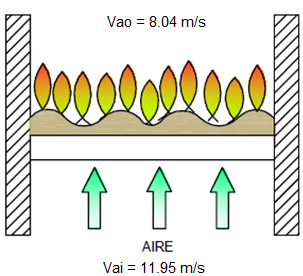 Vao = 8.04 m/s
AIRE
Vai = 11.95 m/s